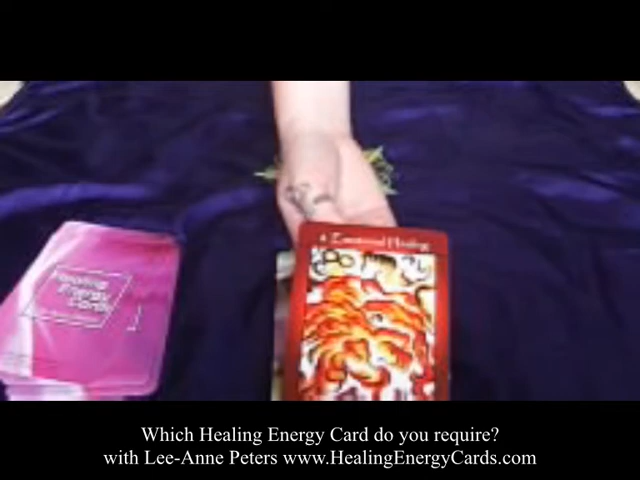 Emotional Healing
Healing
Energy
Cards
Which Healing Energy Card do you require?
with Lee-Anne Peters www.HealingEnergyCards.com